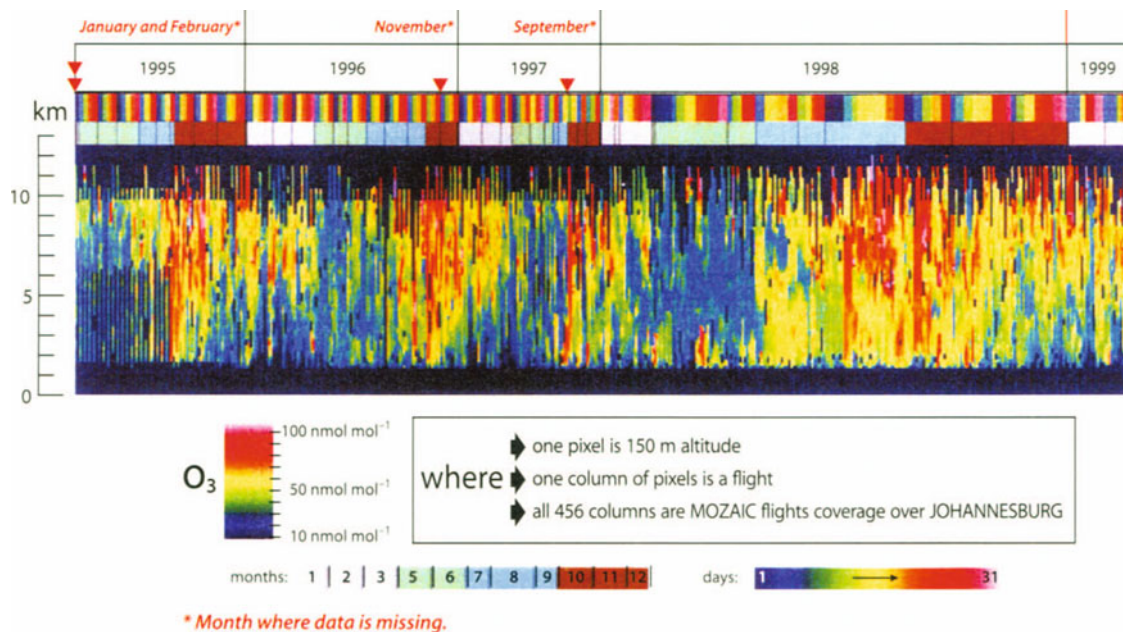 January and February*
November*
September*
1995
1996
1997
1998
1999
km
10
5
0
O₃
100 nmol mol⁻¹
50 nmol mol⁻¹
10 nmol mol⁻¹
where
one pixel is 150 m altitude
one column of pixels is a flight
all 456 columns are MOZAIC flights coverage over JOHANNESBURG
months: 1 2 3 5 6 7 8 9 10 11 12
days: 1 31
* Month where data is missing.